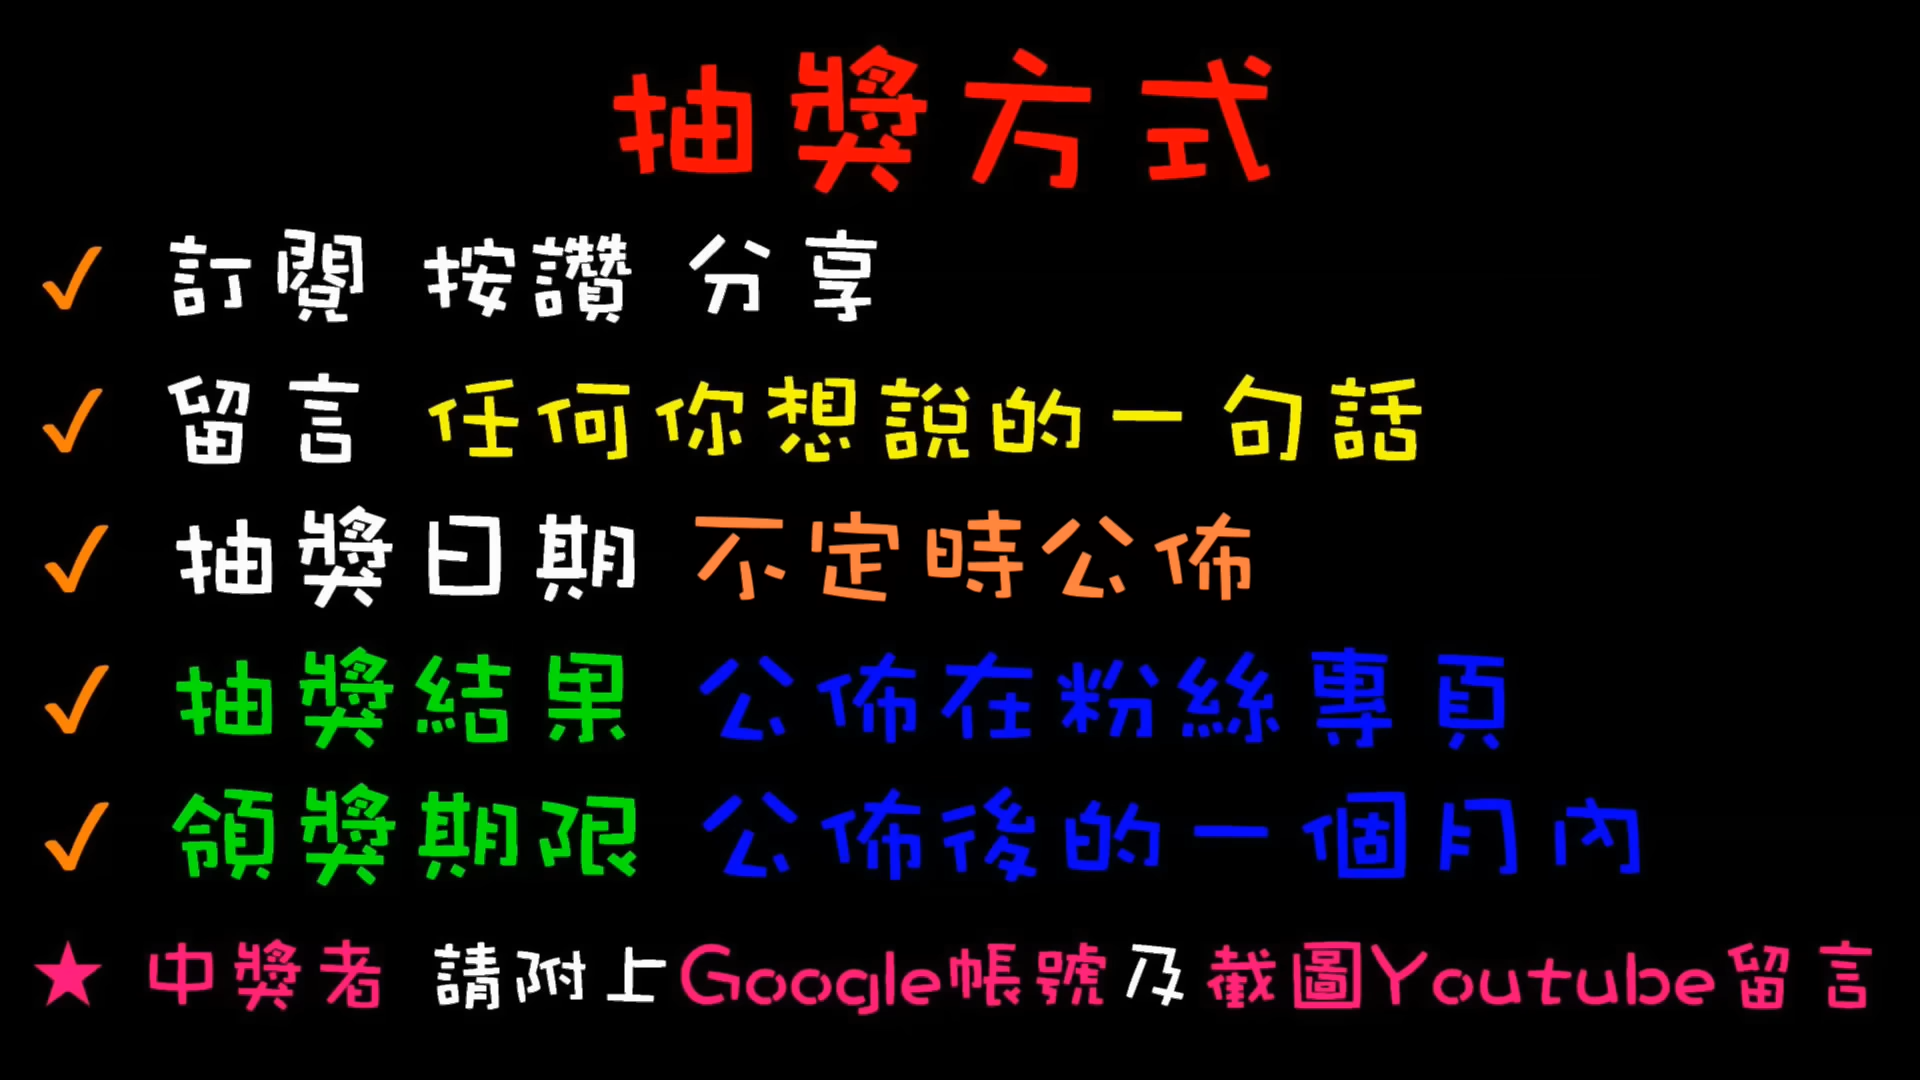 抽獎方式
✓ 訂閱 按讚 分享
✓ 留言 任何你想說的一句話
✓ 抽獎日期 不定時公佈
✓ 抽獎結果 公佈在粉絲專頁
✓ 領獎期限 公佈後的一個月內
★ 中獎者 請附上Google帳號及截圖Youtube留言